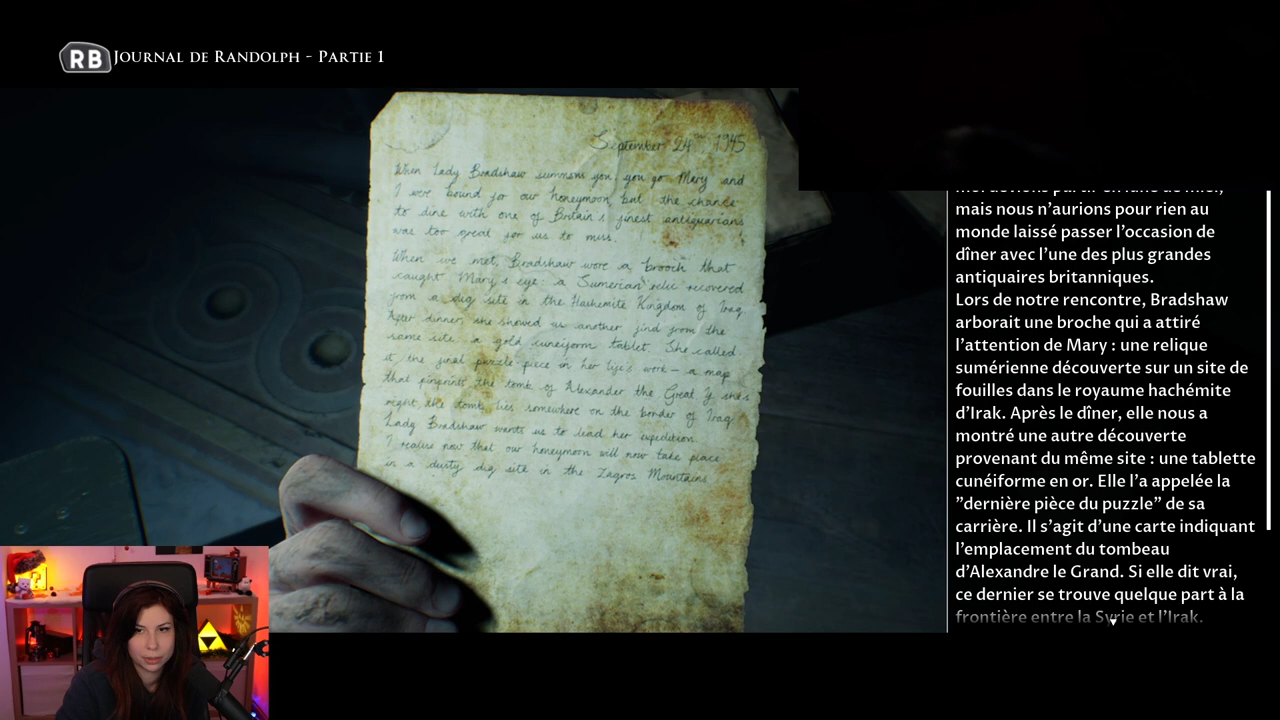 RB JOURNAL DE RANDOLPH - PARTIE 1
September 24th, 1945
When Lady Bradshaw summons you, you go. Mary and
I were bound for our honeymoon, but the chance
to dine with one of Britain's finest antiquarians
was too great for us to miss.
When we met, Bradshaw wore a brooch that
caught Mary's eye: a Sumerian relic recovered
from a dig site in the Hashemite Kingdom of Iraq.
After dinner, she showed us another find from the
same site: a gold cuneiform tablet. She called
it the final puzzle-piece in her life's work — a map
that pinpoints the tomb of Alexander the Great. If she's
right, the tomb lies somewhere on the border of Iraq.
Lady Bradshaw wants us to lead her expedition.
I realise now that our honeymoon will now take place
in a dusty dig site in the Zagros Mountains
mais nous n'aurions pour rien au
monde laissé passer l'occasion de
dîner avec l'une des plus grandes
antiquaires britanniques.
Lors de notre rencontre, Bradshaw
arborait une broche qui a attiré
l'attention de Mary : une relique
sumérienne découverte sur un site de
fouilles dans le royaume hachémite
d'Irak. Après le dîner, elle nous a
montré une autre découverte
provenant du même site : une tablette
cunéiforme en or. Elle l'a appelée la
"dernière pièce du puzzle" de sa
carrière. Il s'agit d'une carte indiquant
l'emplacement du tombeau
d'Alexandre le Grand. Si elle dit vrai,
ce dernier se trouve quelque part à la
frontière entre la Syrie et l'Irak.